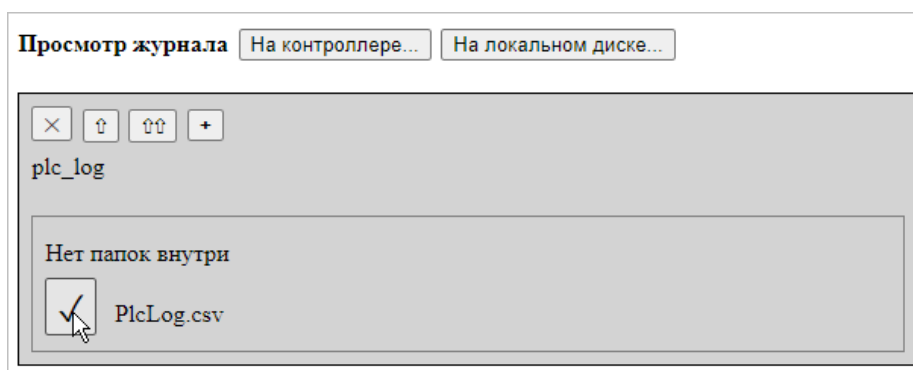 Просмотр журнала На контроллере... На локальном диске...
× ⇧ ⇧⇧ +
plc_log
Нет папок внутри
✓ PlcLog.csv